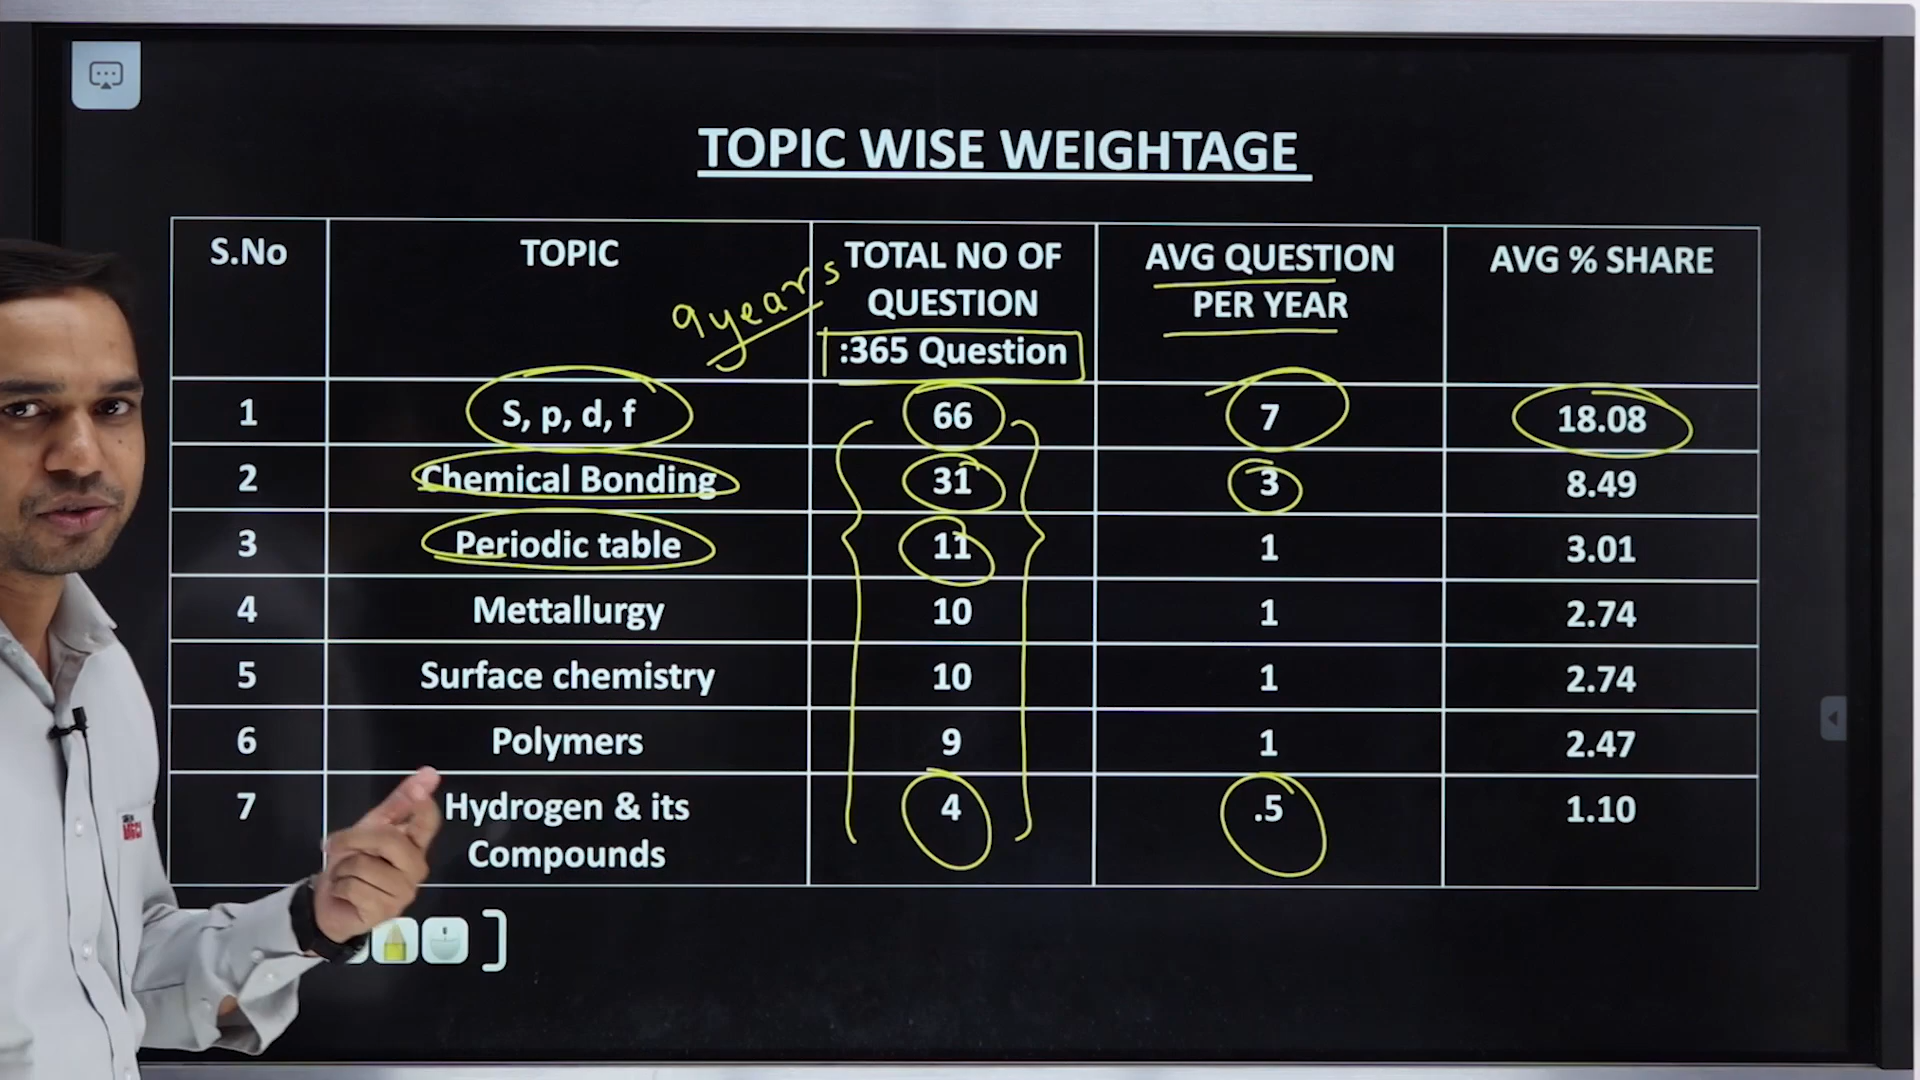 TOPIC WISE WEIGHTAGE
S.No TOPIC TOTAL NO OF QUESTION :365 Question AVG QUESTION PER YEAR AVG % SHARE
9 years
1 S, p, d, f 66 7 18.08
2 Chemical Bonding 31 3 8.49
3 Periodic table 11 1 3.01
4 Mettallurgy 10 1 2.74
5 Surface chemistry 10 1 2.74
6 Polymers 9 1 2.47
7 Hydrogen & its Compounds 4 .5 1.10